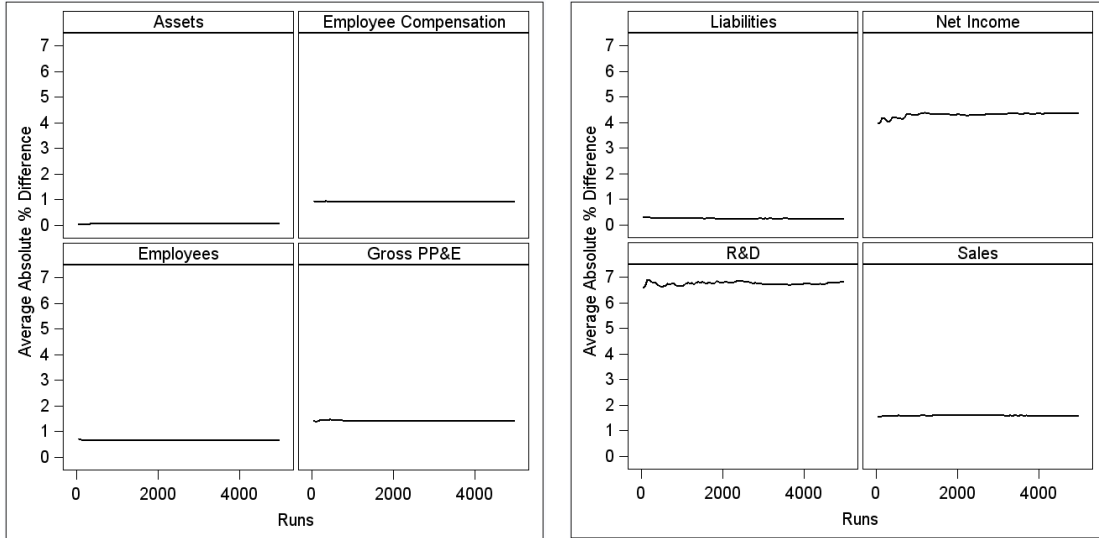 Assets
Employee Compensation
7
6
5
4
3
2
1
0
Employees
Gross PP&E
7
6
5
4
3
2
1
0
Average Absolute % Difference
0 2000 4000
0 2000 4000
Runs
Liabilities
Net Income
7
6
5
4
3
2
1
0
R&D
Sales
7
6
5
4
3
2
1
0
Average Absolute % Difference
0 2000 4000
0 2000 4000
Runs